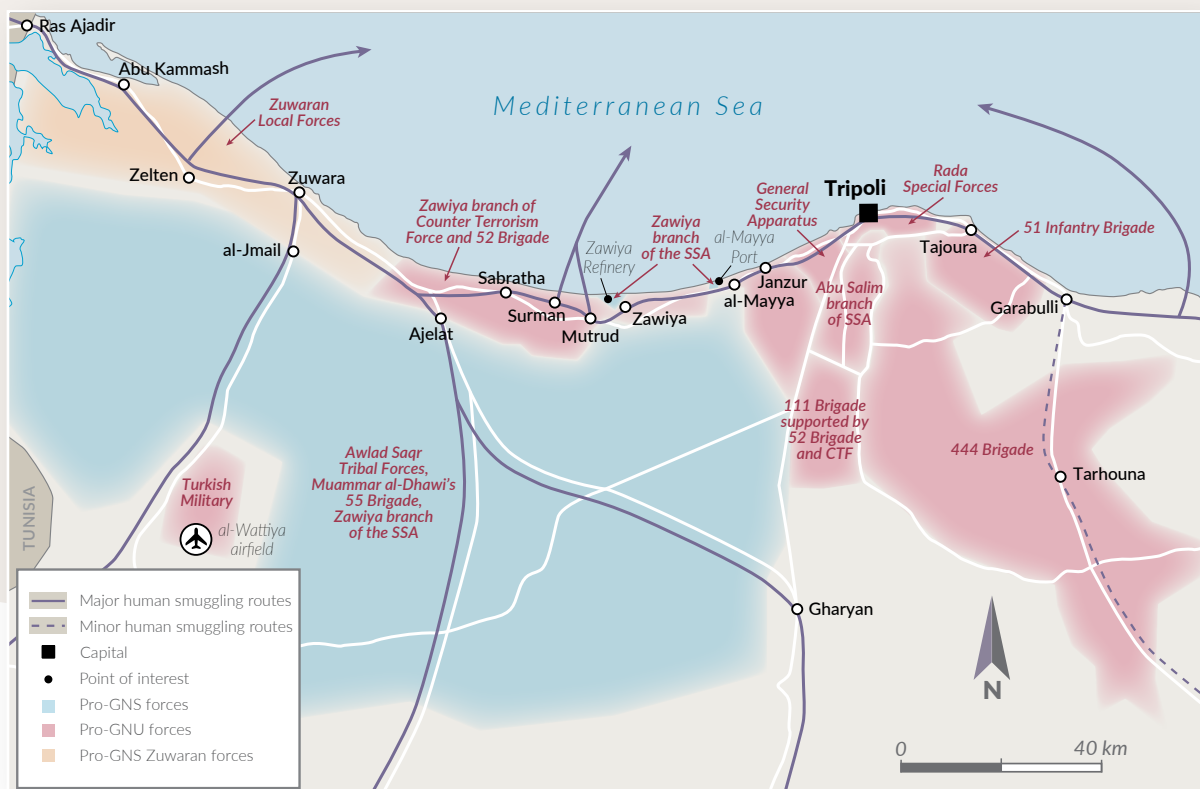 Ras Ajadir
Abu Kammash
Zuwaran
Local Forces
Mediterranean Sea
Zelten
Zuwara
al-Jmail
Zawiya branch of
Counter Terrorism
Force and 52 Brigade
Zawiya
Refinery
Zawiya
branch
of the SSA
al-Mayya
Port
General
Security
Apparatus
Tripoli
Rada
Special Forces
51 Infantry Brigade
Tajoura
Garabulli
Sabratha
Surman
Mutrud
Zawiya
al-Mayya
Janzur
Abu Salim
branch
of SSA
Ajelat
111 Brigade
supported by
52 Brigade
and CTF
444 Brigade
Tarhouna
Awlad Saqr
Tribal Forces,
Muammar al-Dhawi’s
55 Brigade,
Zawiya branch
of the SSA
Turkish
Military
al-Wattiya
airfield
TUNISIA
Gharyan
Major human smuggling routes
Minor human smuggling routes
Capital
Point of interest
Pro-GNS forces
Pro-GNU forces
Pro-GNS Zuwaran forces
N
0
40 km